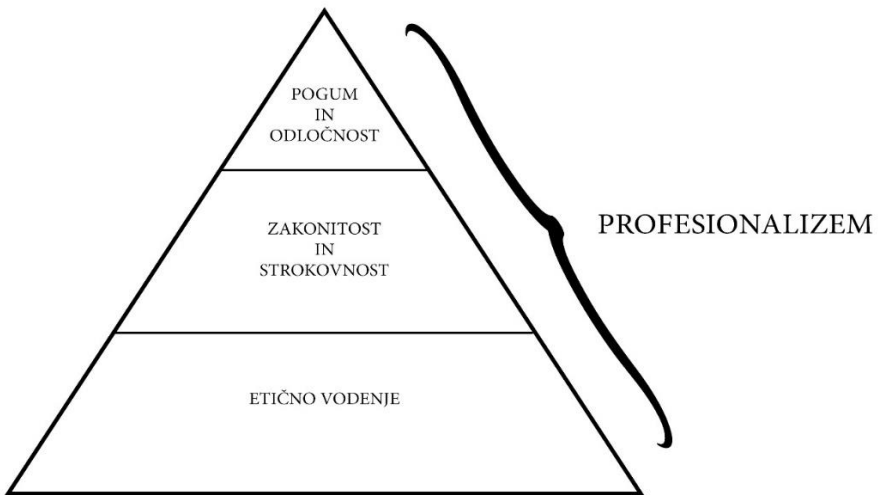 POGUM
IN
ODLOČNOST
ZAKONITOST
IN
STROKOVNOST
ETIČNO VODENJE
PROFESIONALIZEM